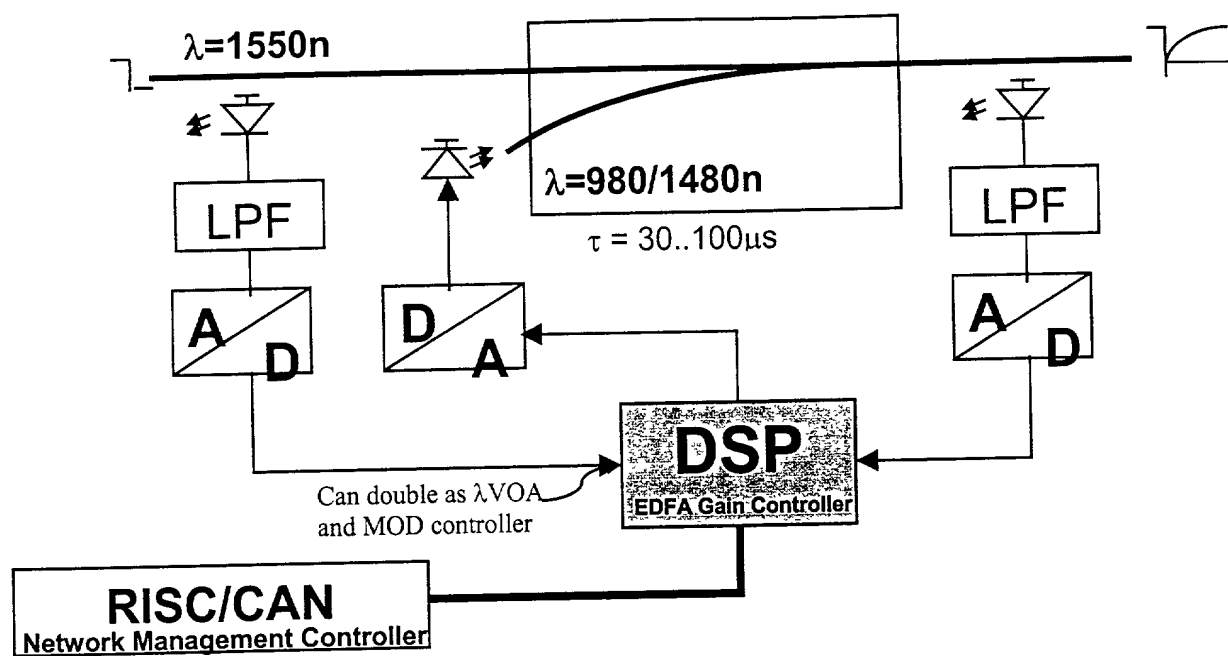 λ=1550n
λ=980/1480n
τ = 30..100μs
LPF
LPF
A
D
D
A
A
D
DSP
EDFA Gain Controller
Can double as λVOA
and MOD controller
RISC/CAN
Network Management Controller